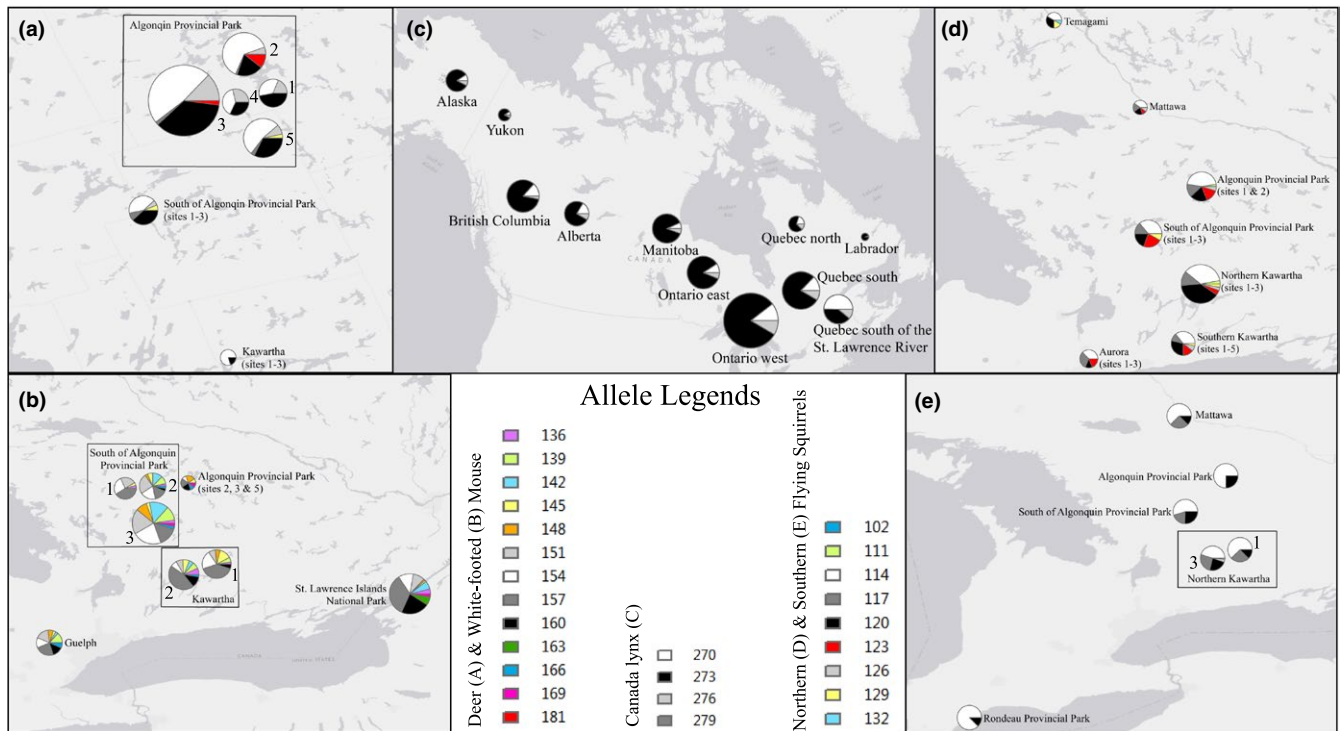 (a)
Algonqin Provincial Park
2
1
4
3
5
South of Algonqin Provincial Park
(sites 1-3)
Kawartha
(sites 1-3)
(c)
Alaska
Yukon
British Columbia
Alberta
Manitoba
CANADA
Ontario east
Ontario west
Quebec north
Labrador
Quebec south
Quebec south of the
St. Lawrence River
(d)
Temagami
Mattawa
Algonquin Provincial Park
(sites 1 & 2)
South of Algonquin Provincial Park
(sites 1-3)
Northern Kawartha
(sites 1-3)
Southern Kawartha
(sites 1-5)
Aurora
(sites 1-3)
(b)
South of Algonquin
Provincial Park
1
2
3
Algonquin Provincial Park
(sites 2, 3 & 5)
2
1
Kawartha
St. Lawrence Islands
National Park
Guelph
CANADA
UNITED STATES
Allele Legends
Deer (A) & White-footed (B) Mouse
136
139
142
145
148
151
154
157
160
163
166
169
181
Canada lynx (C)
270
273
276
279
Northern (D) & Southern (E) Flying Squirrels
102
111
114
117
120
123
126
129
132
(e)
Mattawa
Algonquin Provincial Park
South of Algonquin Provincial Park
1
3
Northern Kawartha
Rondeau Provincial Park